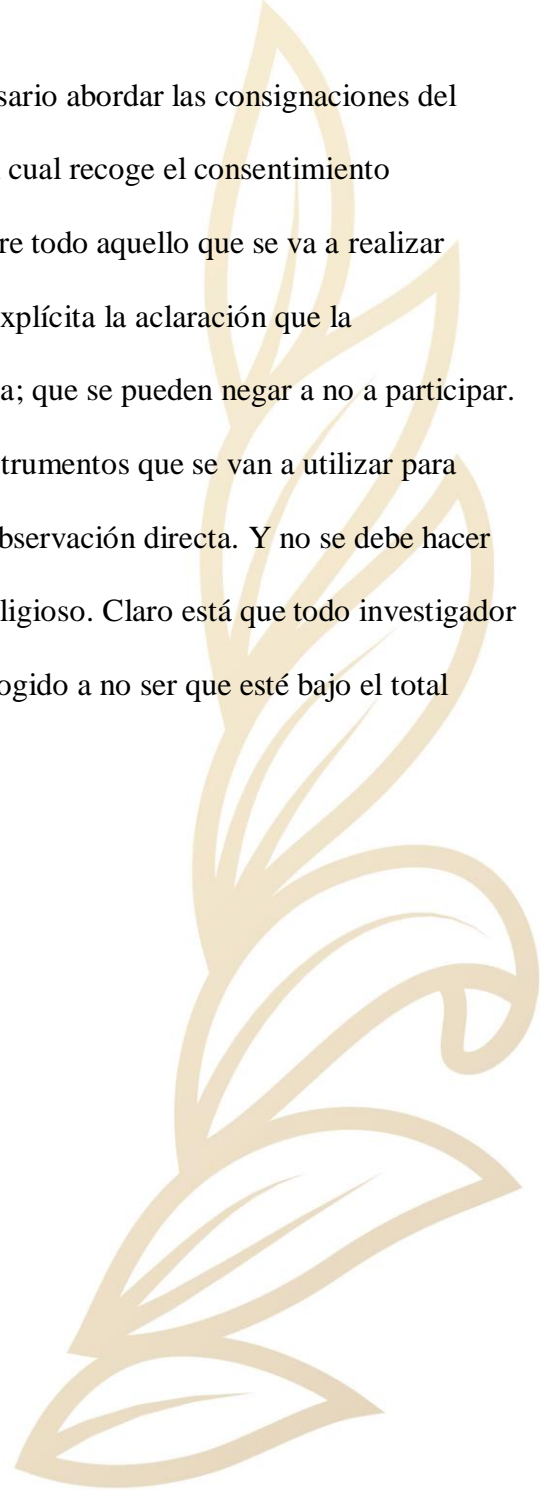 sario abordar las consignaciones del
cual recoge el consentimiento
re todo aquello que se va a realizar
xplícita la aclaración que la
a; que se pueden negar a no a participar.
trumentos que se van a utilizar para
bservación directa. Y no se debe hacer
ligioso. Claro está que todo investigador
ogido a no ser que esté bajo el total